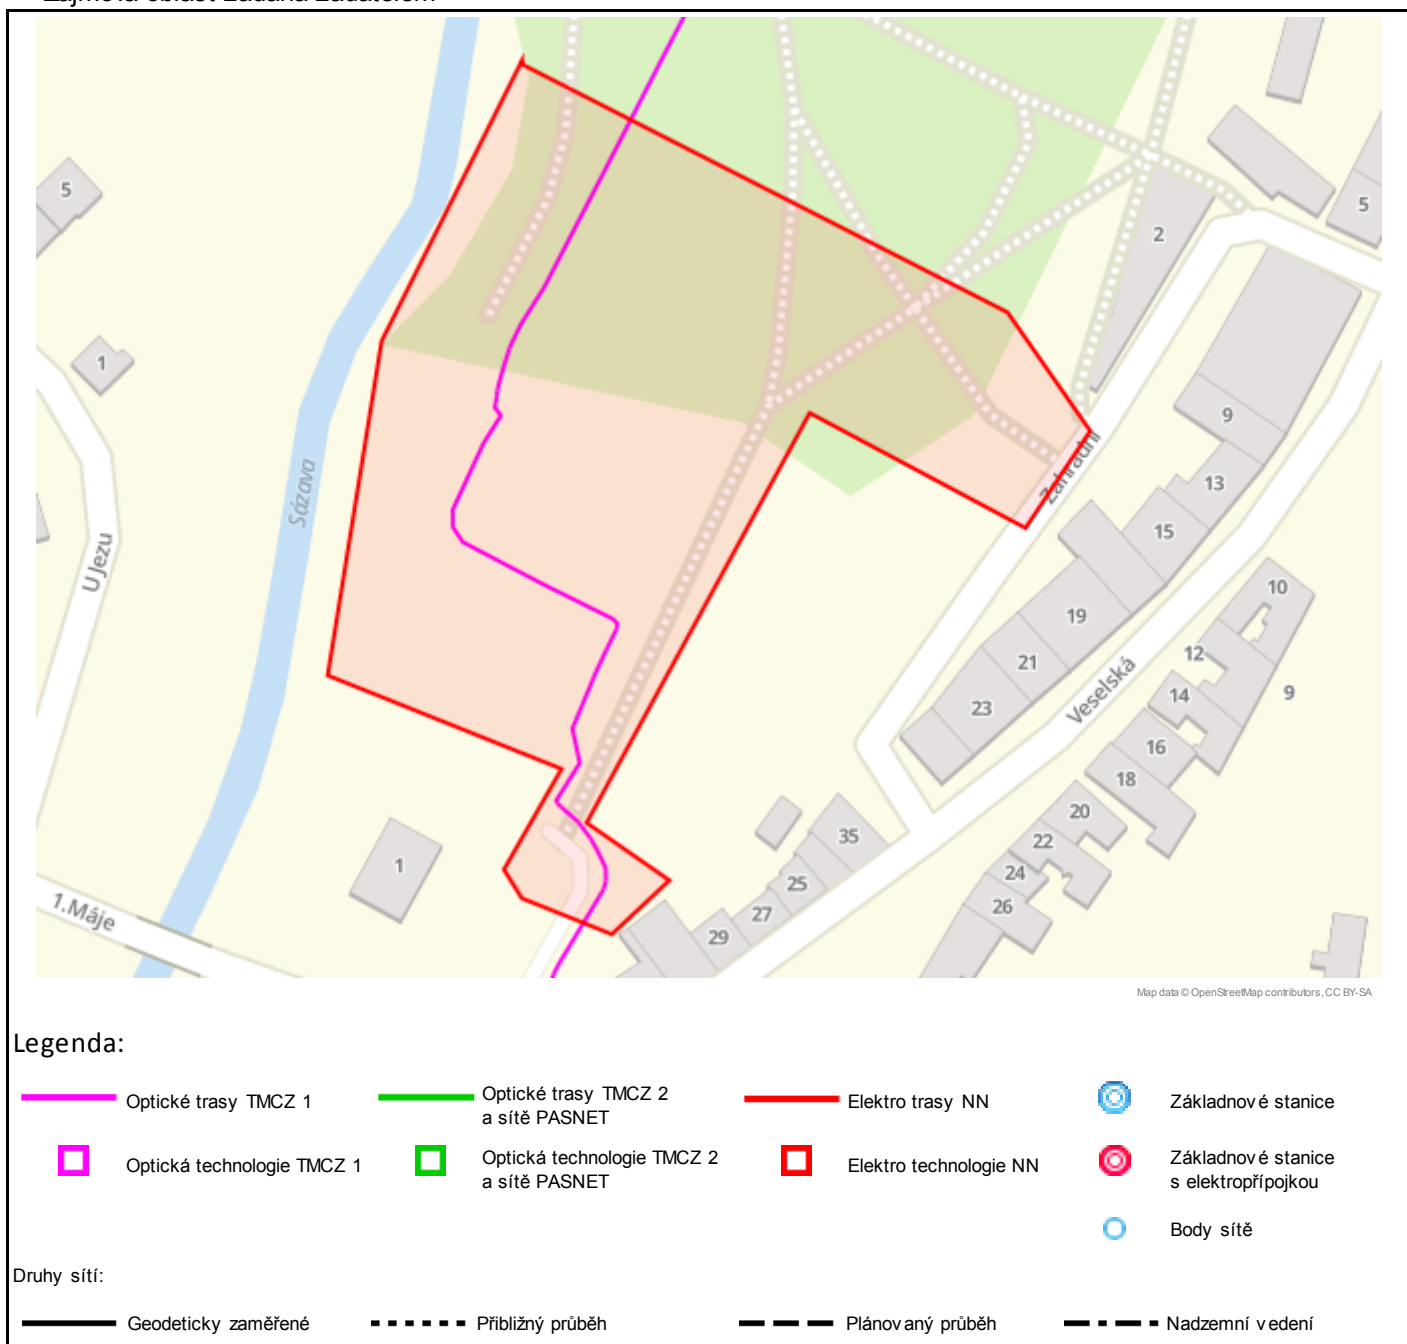 Zájmová oblast zadaná žadatelem
5
5
2
1
9
Sázava
Zahradní
13
15
U Jezu
10
19
12
21
14
9
23
Veselská
16
18
20
35
22
1
24
25
26
27
1.Máje
29
Map data © OpenStreetMap contributors, CC BY-SA
Legenda:
Optické trasy TMCZ 1
Optické trasy TMCZ 2
a sítě PASNET
Elektro trasy NN
Základnové stanice
Optická technologie TMCZ 1
Optická technologie TMCZ 2
a sítě PASNET
Elektro technologie NN
Základnové stanice
s elektropřípojkou
Body sítě
Druhy sítí:
Geodeticky zaměřené
Přibližný průběh
Plánovaný průběh
Nadzemní vedení